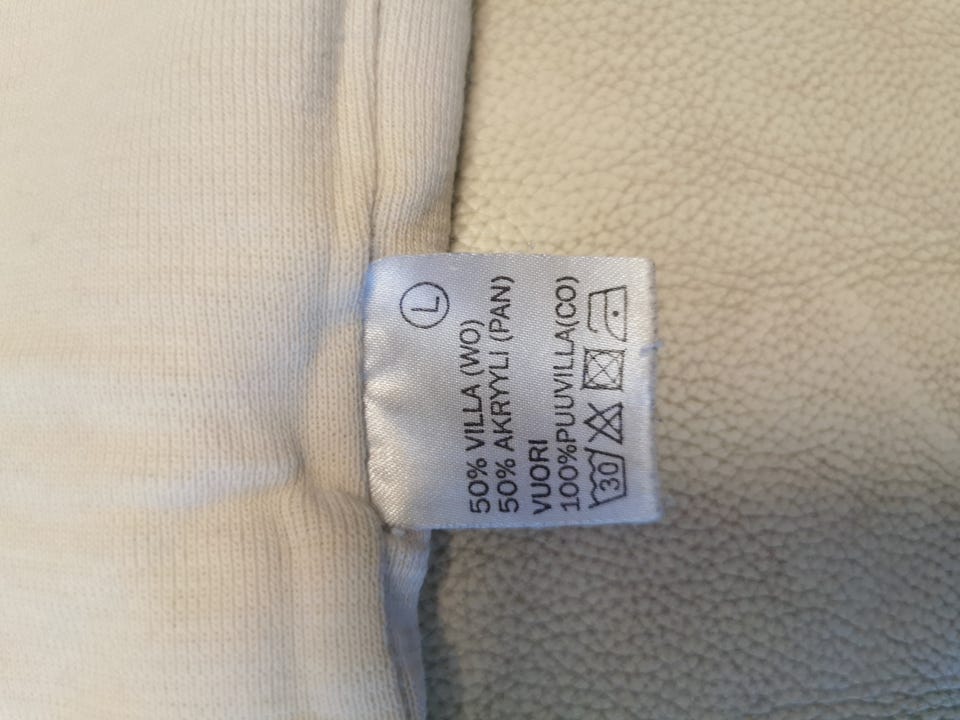 L
50% VILLA (WO)
50% AKRYYLI (PAN)
VUORI
100%PUUVILLA(CO)
30